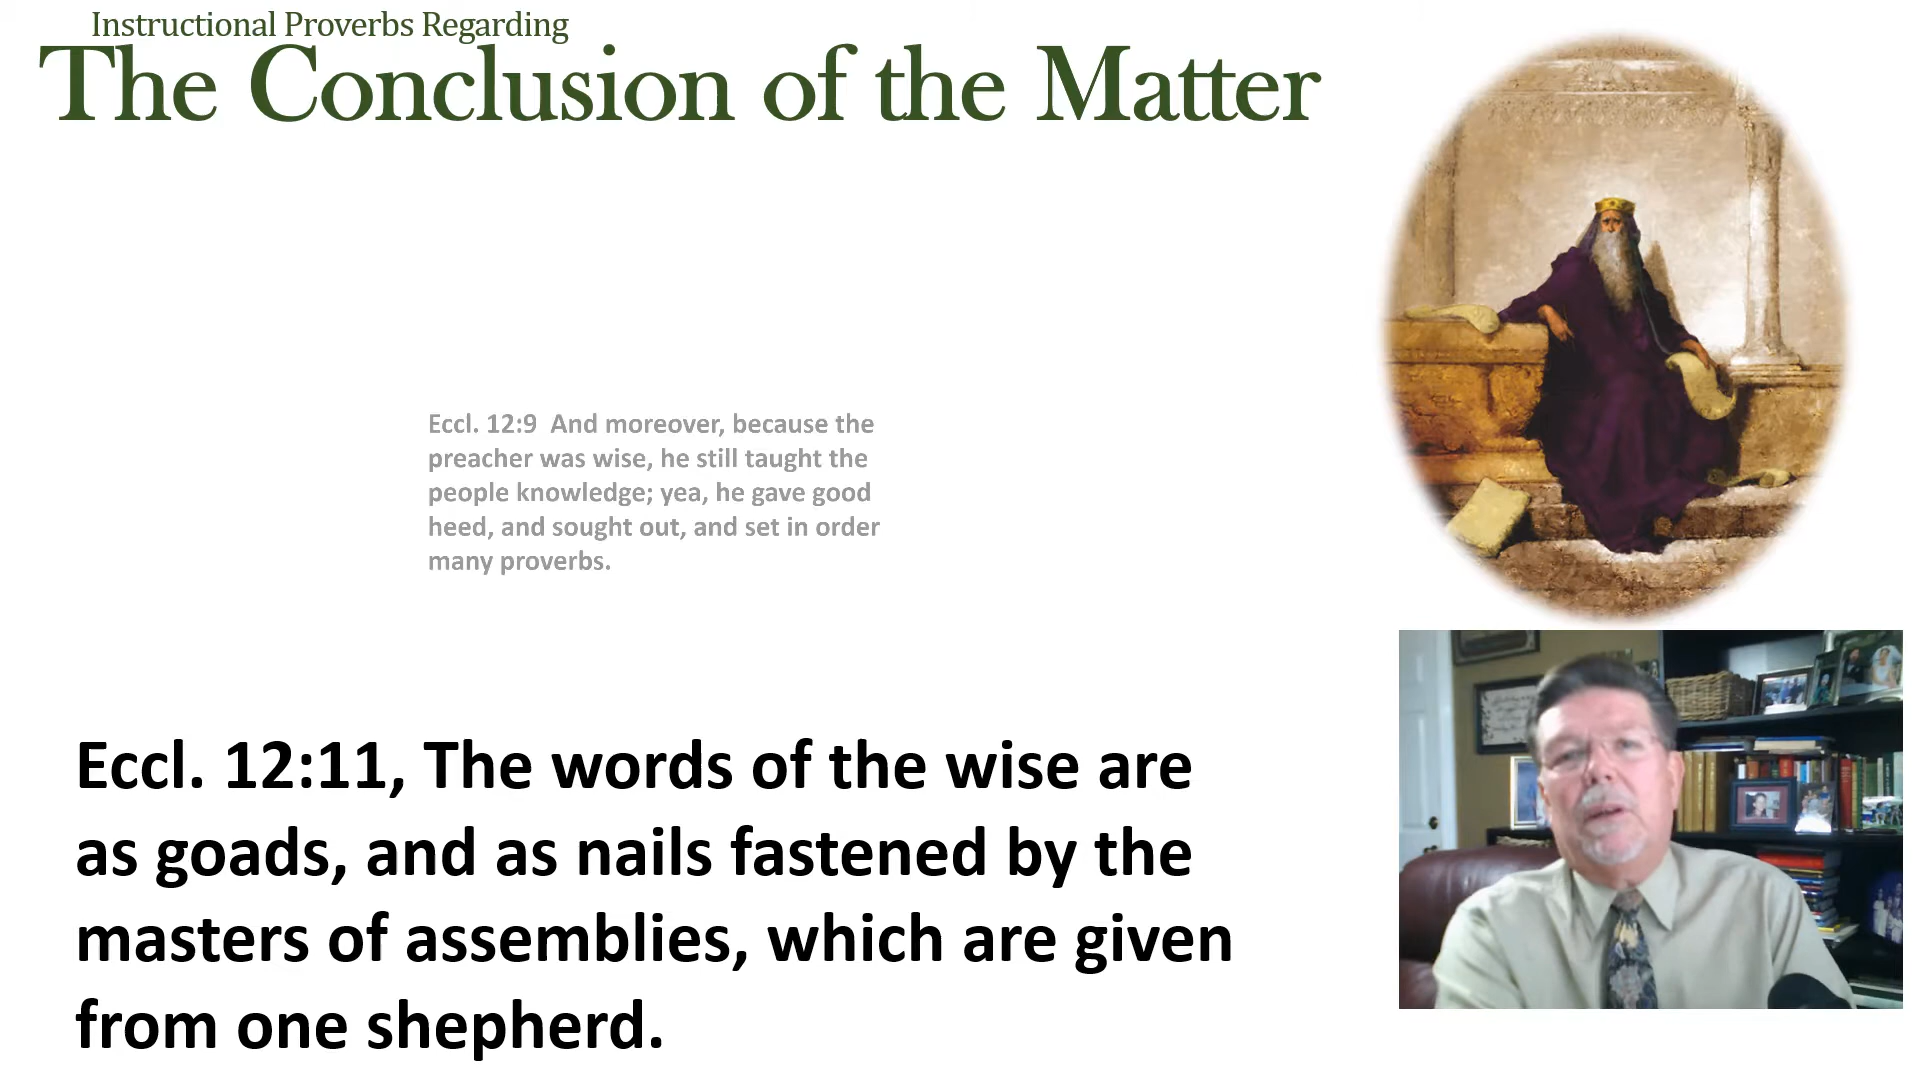 Instructional Proverbs Regarding
The Conclusion of the Matter
Eccl. 12:9  And moreover, because the
preacher was wise, he still taught the
people knowledge; yea, he gave good
heed, and sought out, and set in order
many proverbs.
Eccl. 12:11, The words of the wise are
as goads, and as nails fastened by the
masters of assemblies, which are given
from one shepherd.